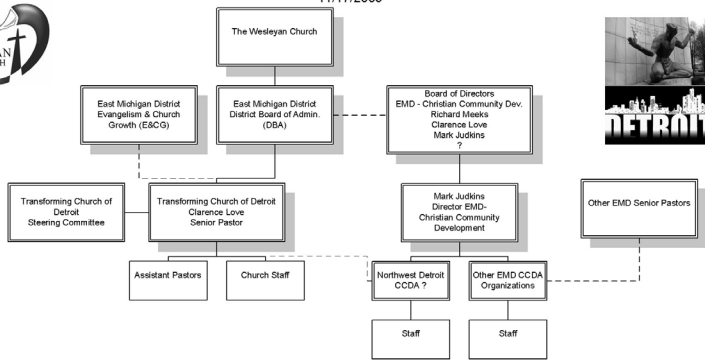 The Wesleyan Church
East Michigan District
Evangelism & Church
Growth (E&CG)
East Michigan District
District Board of Admin.
(DBA)
Board of Directors
EMD - Christian Community Dev.
Richard Meeks
Clarence Love
Mark Judkins
?
Transforming Church of
Detroit
Steering Committee
Transforming Church of Detroit
Clarence Love
Senior Pastor
Mark Judkins
Director EMD-
Christian Community
Development
Other EMD Senior Pastors
Assistant Pastors
Church Staff
Northwest Detroit
CCDA ?
Other EMD CCDA
Organizations
Staff
Staff
DETROIT